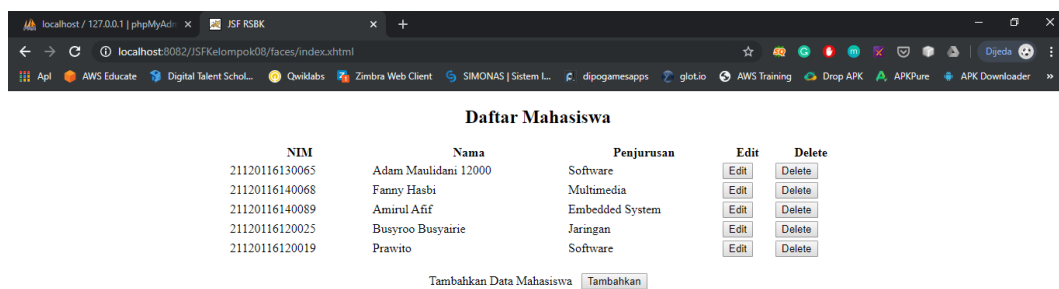 localhost / 127.0.0.1 | phpMyAdm
JSF RSBK
localhost:8082/JSFKelompok08/faces/index.xhtml
Dijeda
Apl
AWS Educate
Digital Talent Schol...
Qwiklabs
Zimbra Web Client
SIMONAS | Sistem I...
dipogamesapps
glot.io
AWS Training
Drop APK
APKPure
APK Downloader
Daftar Mahasiswa
NIM Nama Penjurusan Edit Delete
21120116130065 Adam Maulidani 12000 Software Edit Delete
21120116140068 Fanny Hasbi Multimedia Edit Delete
21120116140089 Amirul Afif Embedded System Edit Delete
21120116120025 Busyroo Busyairie Jaringan Edit Delete
21120116120019 Prawito Software Edit Delete
Tambahkan Data Mahasiswa Tambahkan